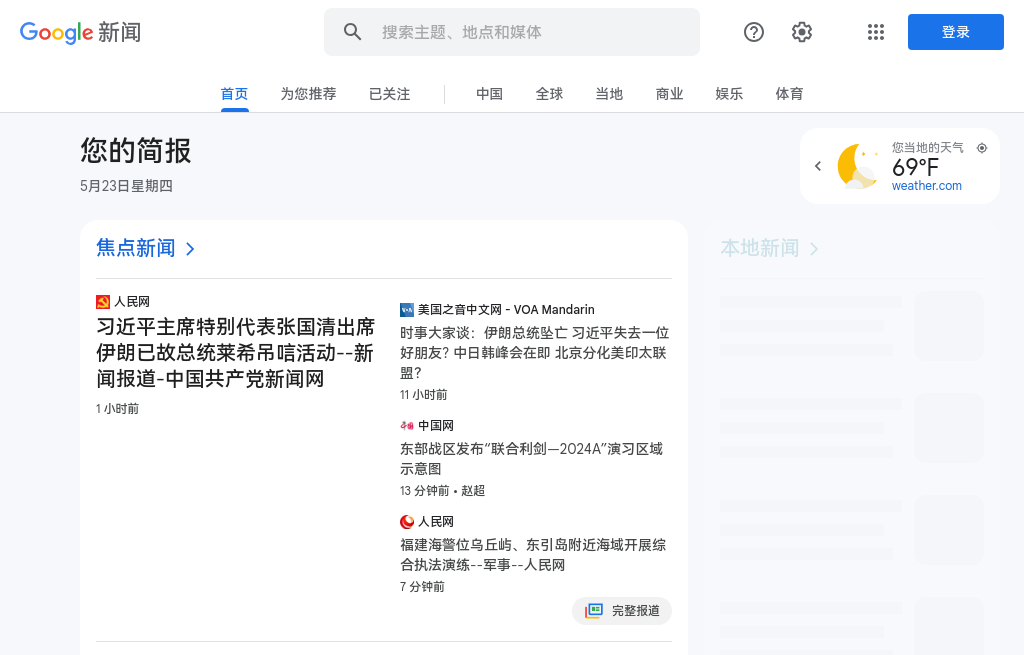 Google 新闻
搜索主题、地点和媒体
登录
首页
为您推荐
已关注
中国
全球
当地
商业
娱乐
体育
您的简报
5月23日星期四
您当地的天气
69°F
weather.com
焦点新闻
人民网
习近平主席特别代表张国清出席
伊朗已故总统莱希吊唁活动--新
闻报道-中国共产党新闻网
1 小时前
美国之音中文网 - VOA Mandarin
时事大家谈：伊朗总统坠亡 习近平失去一位
好朋友? 中日韩峰会在即 北京分化美印太联
盟?
11 小时前
中国网
东部战区发布“联合利剑—2024A”演习区域
示意图
13 分钟前 • 赵超
人民网
福建海警位乌丘屿、东引岛附近海域开展综
合执法演练--军事--人民网
7 分钟前
完整报道
本地新闻